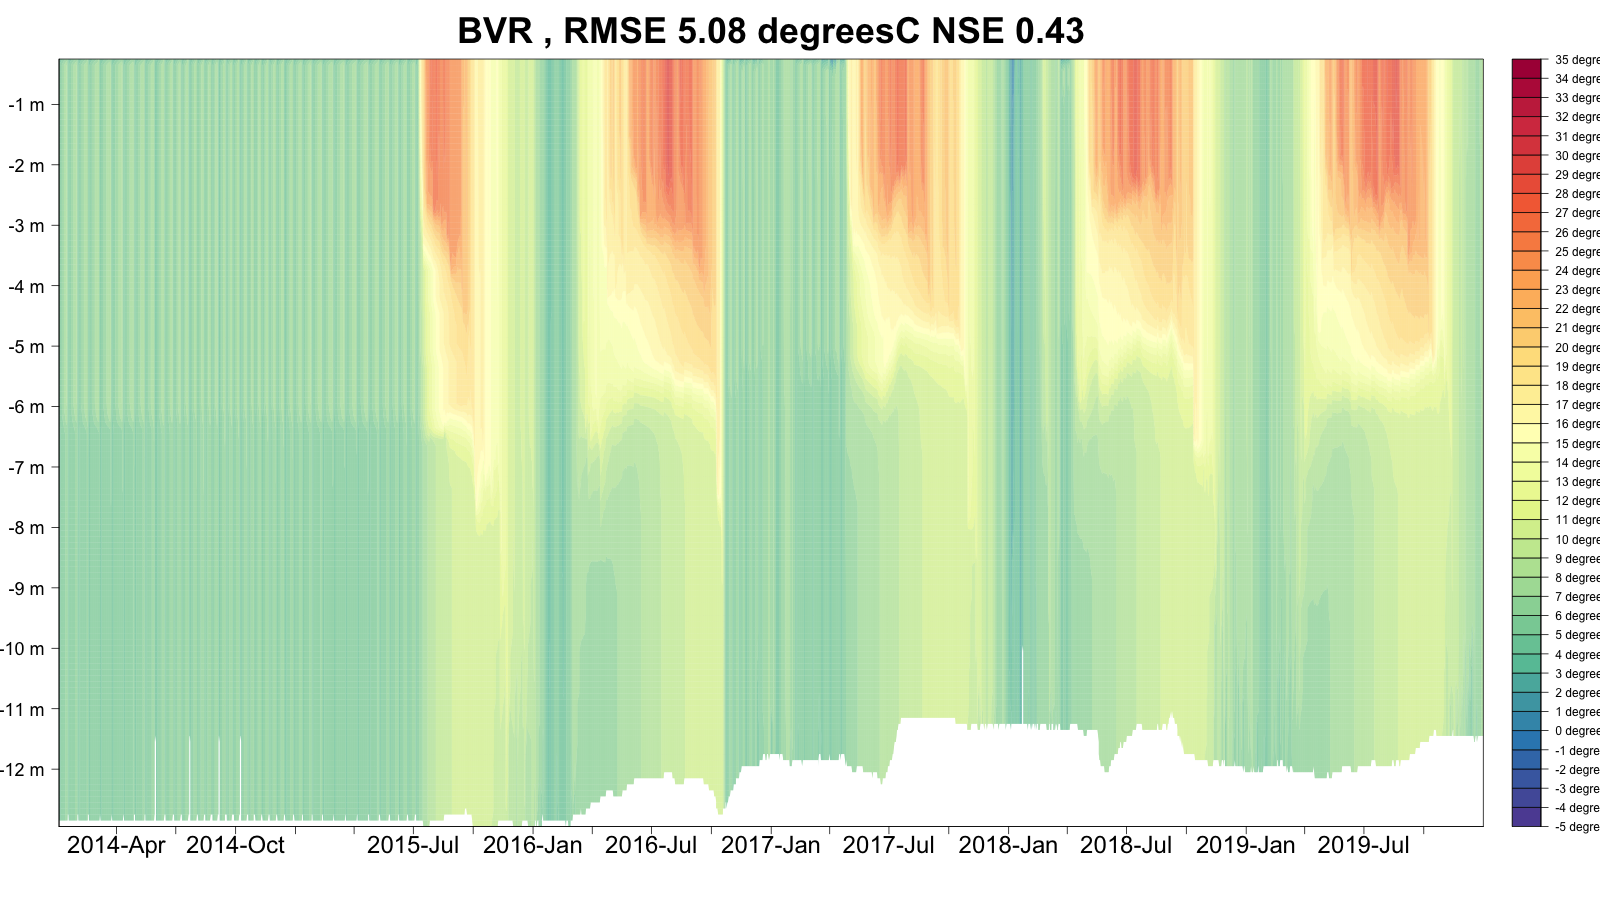 BVR , RMSE 5.08 degreesC NSE 0.43
-1 m
-2 m
-3 m
-4 m
-5 m
-6 m
-7 m
-8 m
-9 m
-10 m
-11 m
-12 m
2014-Apr
2014-Oct
2015-Jul
2016-Jan
2016-Jul
2017-Jan
2017-Jul
2018-Jan
2018-Jul
2019-Jan
2019-Jul
35 degre
34 degre
33 degre
32 degre
31 degre
30 degre
29 degre
28 degre
27 degre
26 degre
25 degre
24 degre
23 degre
22 degre
21 degre
20 degre
19 degre
18 degre
17 degre
16 degre
15 degre
14 degre
13 degre
12 degre
11 degre
10 degre
9 degree
8 degree
7 degree
6 degree
5 degree
4 degree
3 degree
2 degree
1 degree
0 degree
-1 degre
-2 degre
-3 degre
-4 degre
-5 degre